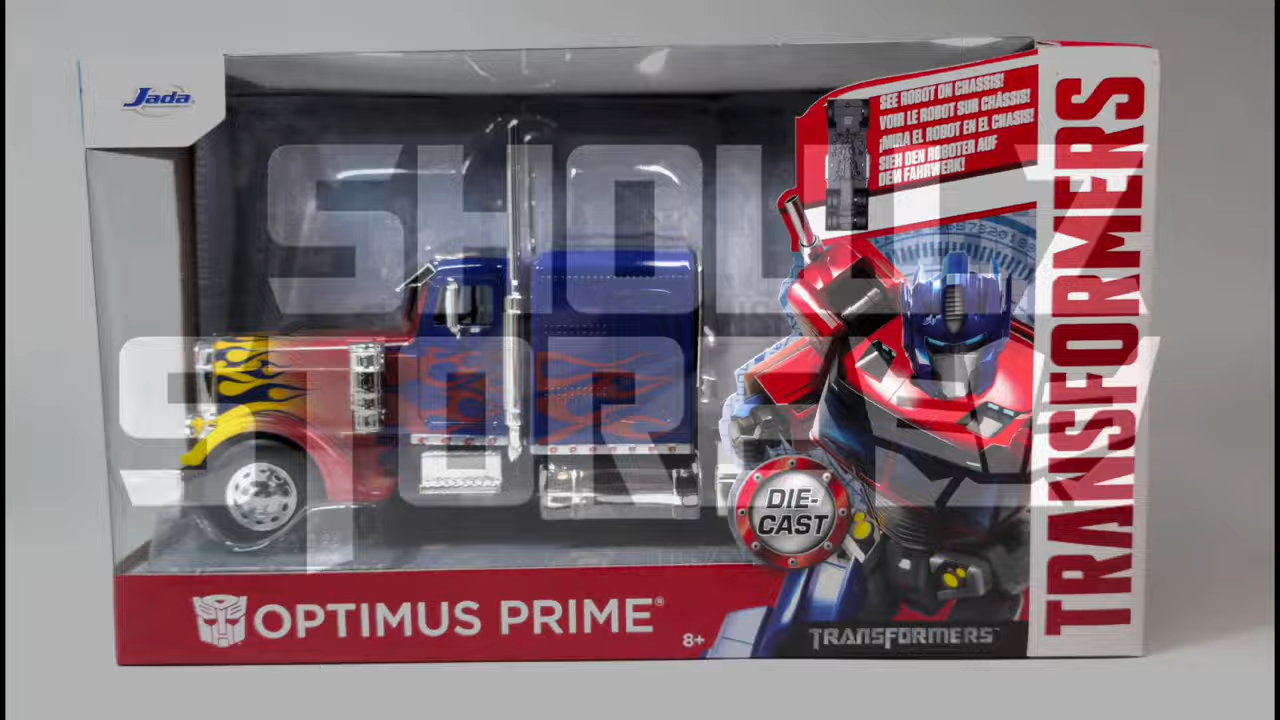 Jada
SEE ROBOT ON CHASSIS!
VOIR LE ROBOT SUR CHÂSSIS!
¡MIRA EL ROBOT EN EL CHASIS!
SIEH DEN ROBOTER AUF
DEM FAHRWERK!
TRANSFORMERS
DIE-
CAST
OPTIMUS PRIME®
8+
TRANSFORMERS